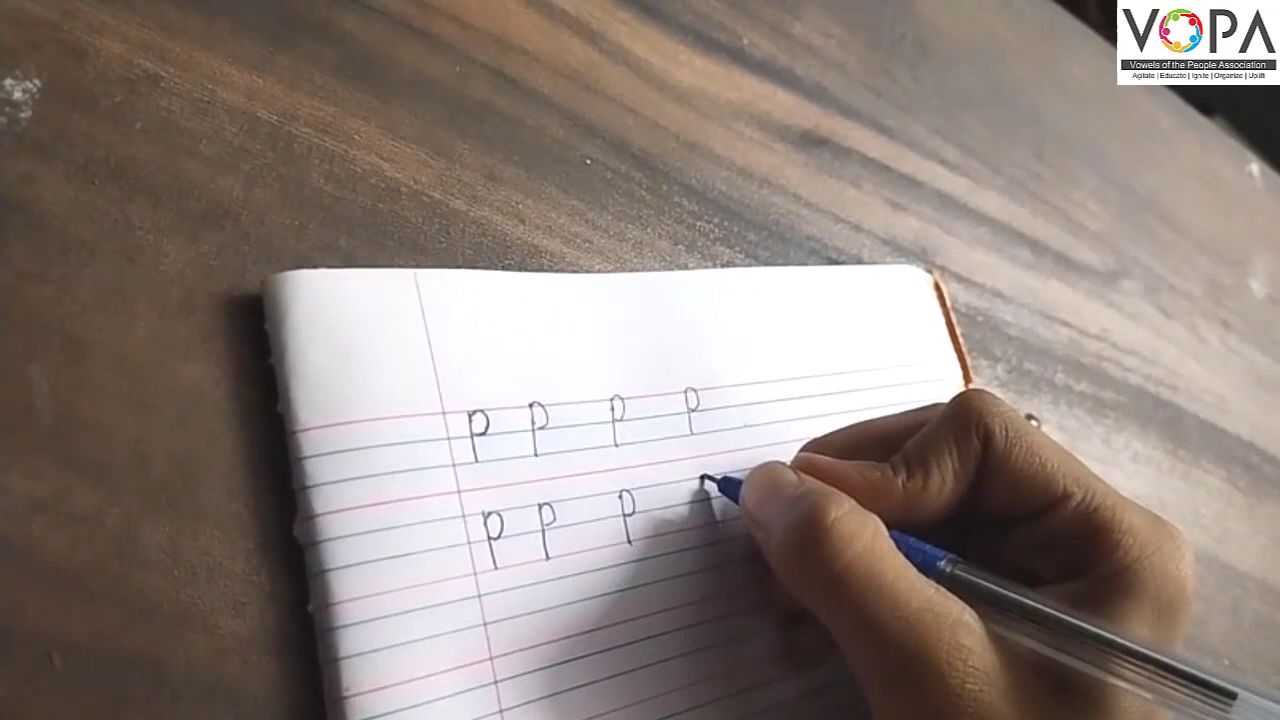 VOPA
Vowels of the People Association
Agitate | Educate | Ignite | Organize | Uplift
p p p p
p p p